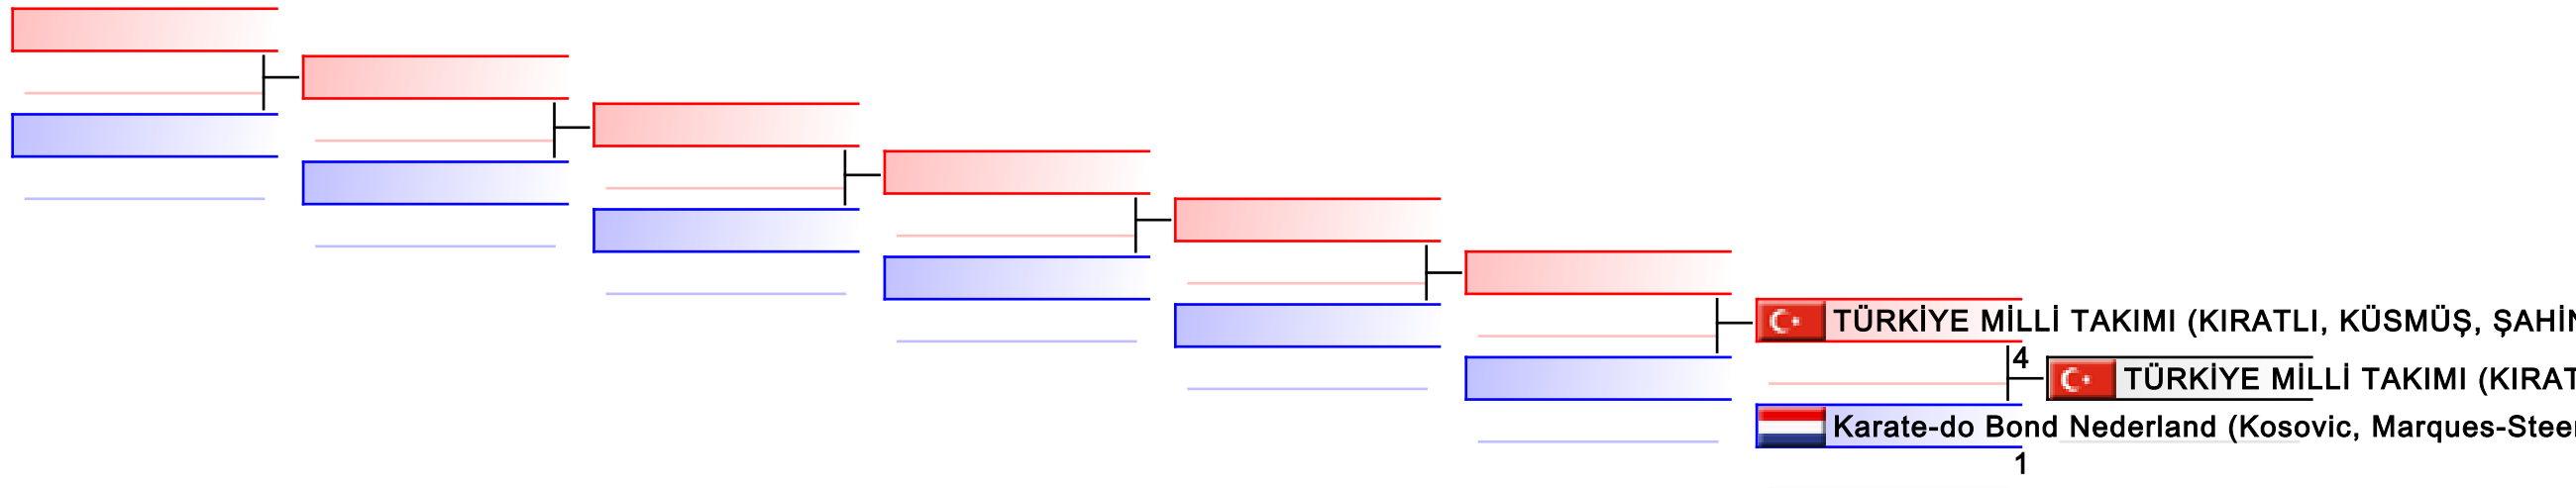 TÜRKİYE MİLLİ TAKIMI (KIRATLI, KÜSMÜŞ, ŞAHİN
4
TÜRKİYE MİLLİ TAKIMI (KIRAT
Karate-do Bond Nederland (Kosovic, Marques-Steen
1